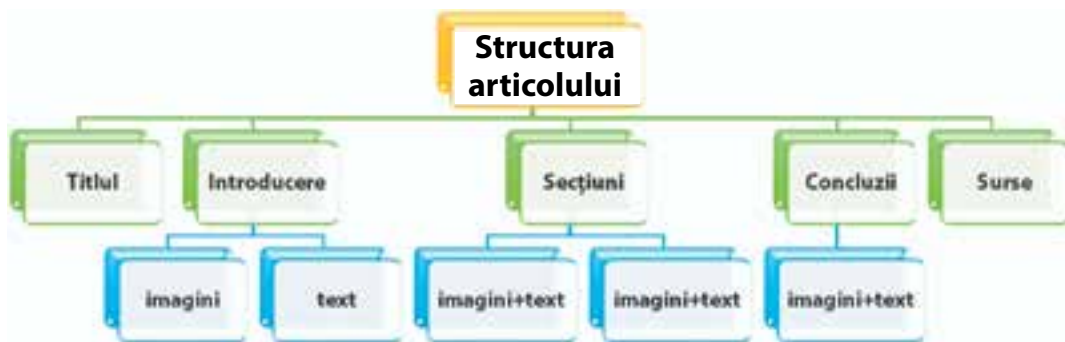 Structura
articolului
Titlul
Introducere
Secțiuni
Concluzii
Surse
imagini
text
imagini+text
imagini+text
imagini+text